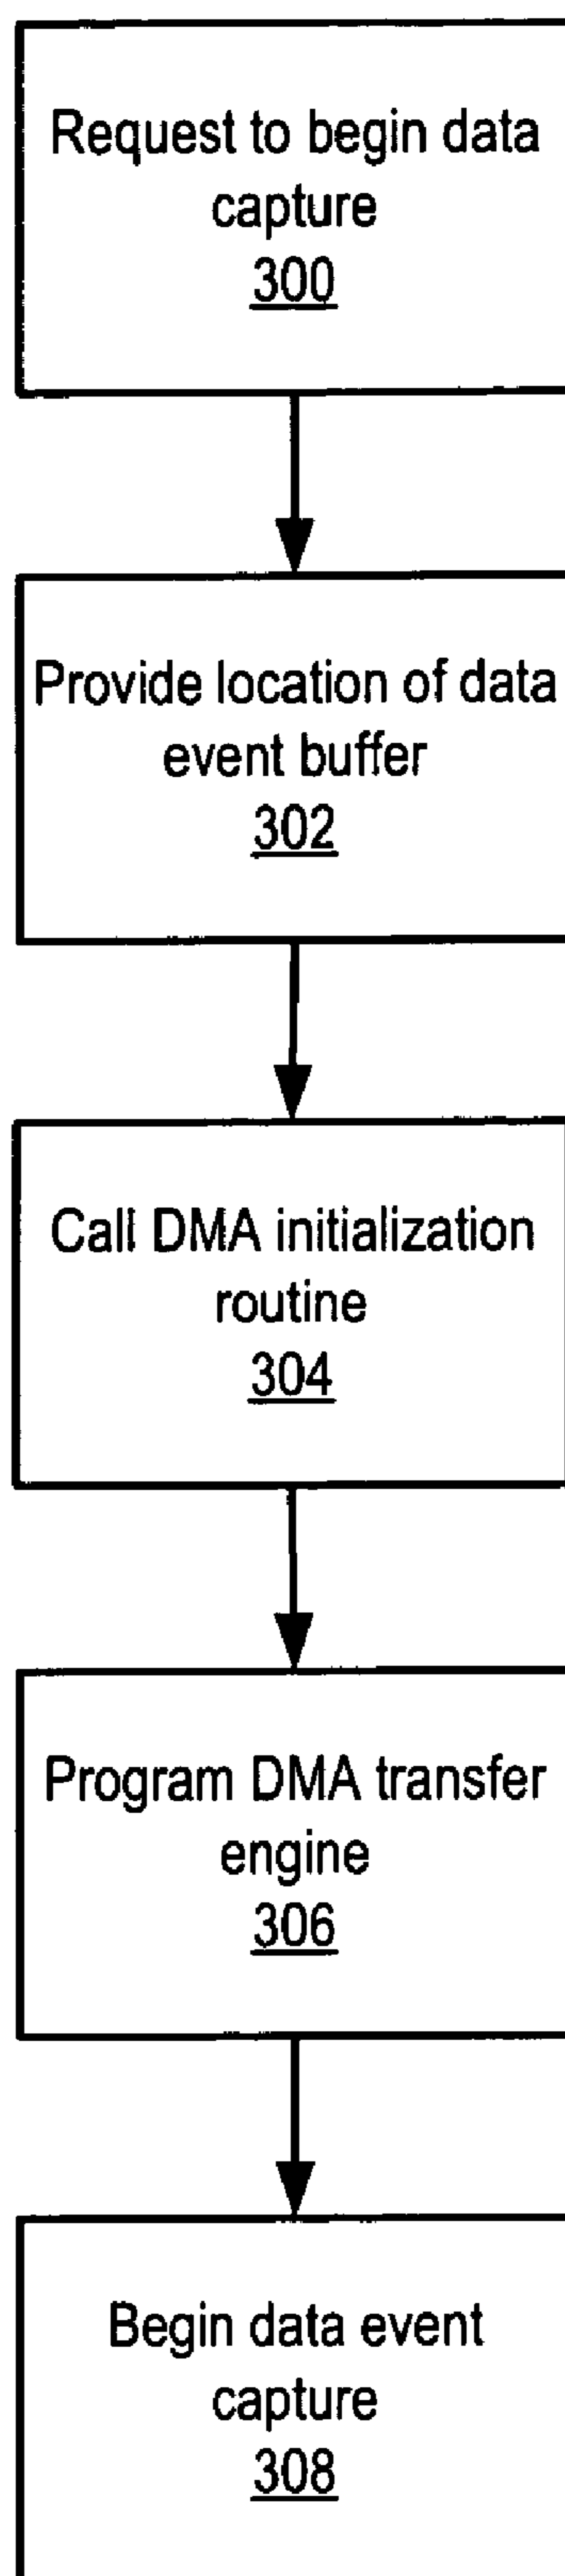 Request to begin data
capture
300
Provide location of data
event buffer
302
Call DMA initialization
routine
304
Program DMA transfer
engine
306
Begin data event
capture
308